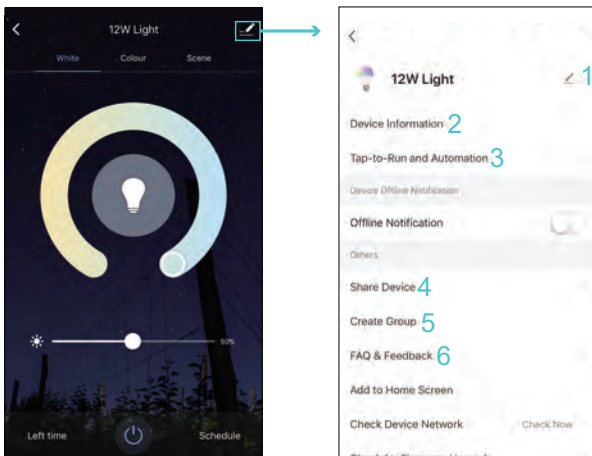 12W Light
White Colour Scene
50%
Left time Schedule
12W Light 1
Device Information 2
Tap-to-Run and Automation 3
Device Offline Notification
Offline Notification
Others
Share Device 4
Create Group 5
FAQ & Feedback 6
Add to Home Screen
Check Device Network Check Now